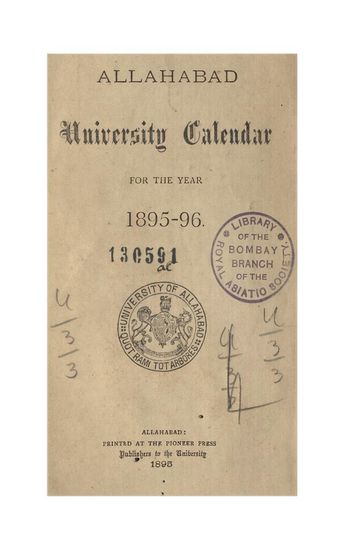 ALLAHABAD
University Calendar
FOR THE YEAR
1895-96.
130591
LIBRARY
OF THE
BOMBAY
BRANCH
OF THE
ROYAL ASIATIC SOCIETY.
UNIVERSITY OF ALLAHABAD
QUOT RAMI TOT ARBORES
ALLAHABAD:
PRINTED AT THE PIONEER PRESS
Publishers to the University
1895